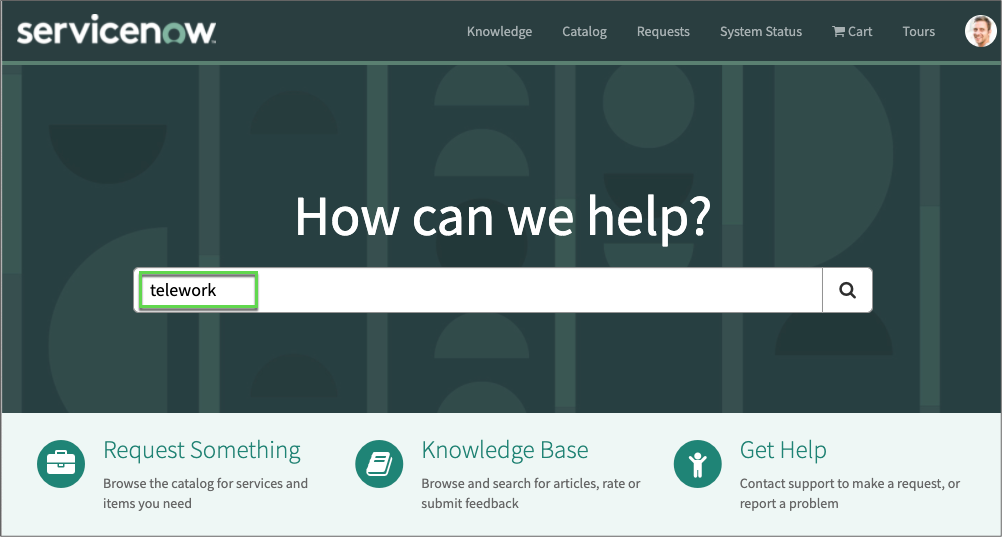 servicenow™
Knowledge Catalog Requests System Status Cart Tours
How can we help?
telework
Request Something Knowledge Base Get Help
Browse the catalog for services and Browse and search for articles, rate or Contact support to make a request, or
items you need submit feedback report a problem